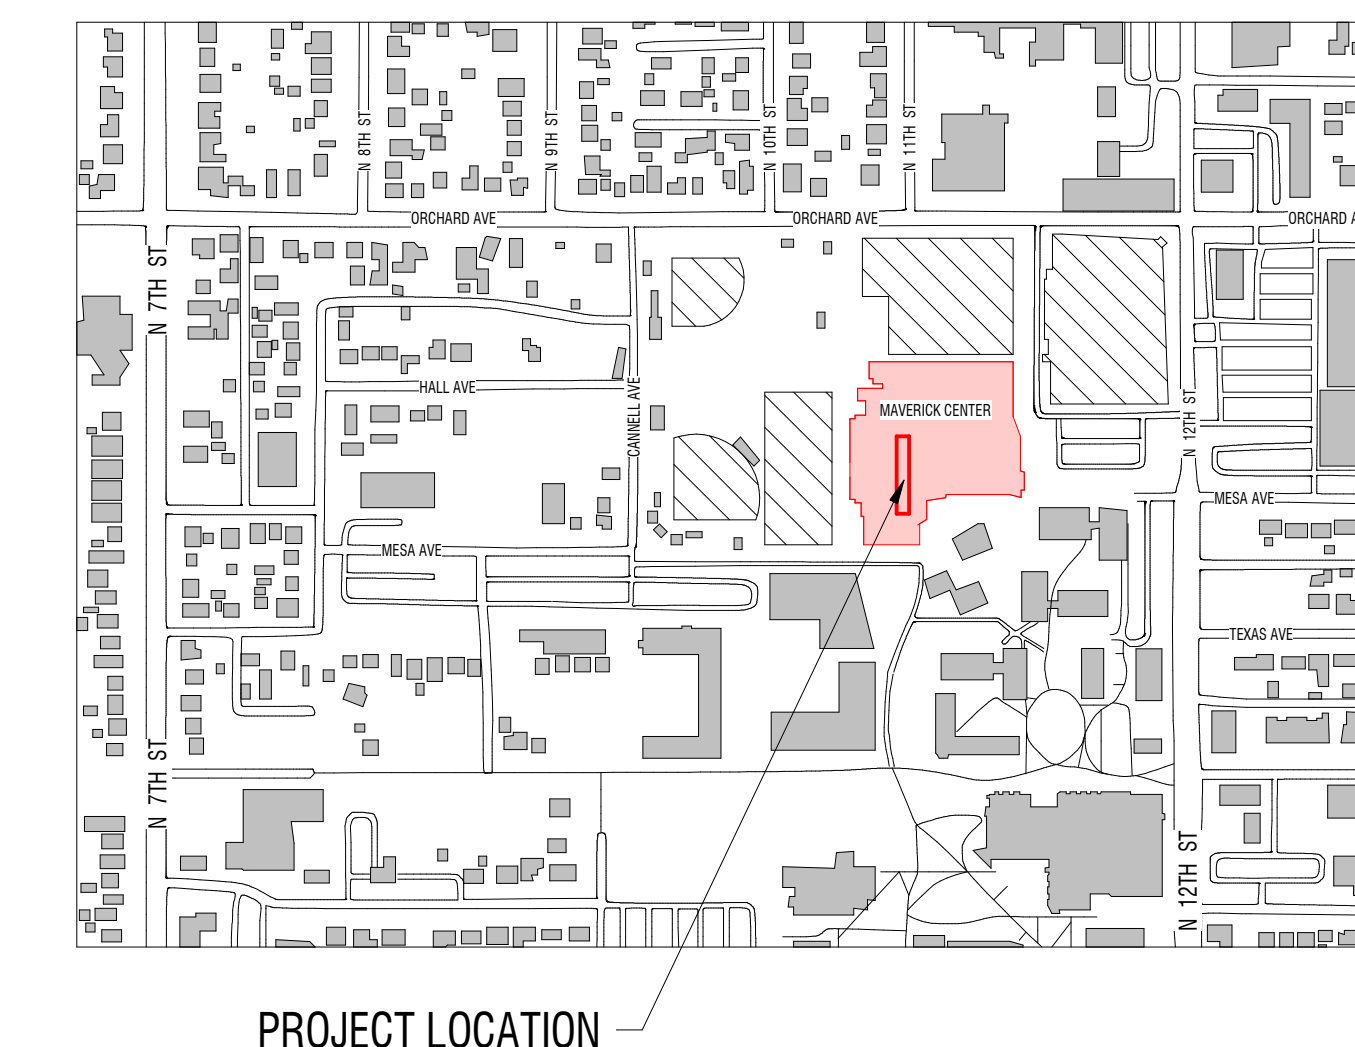 N 8TH ST
N 9TH ST
N 10TH ST
N 11TH ST
ORCHARD AVE
ORCHARD AVE
ORCHARD A
N 7TH ST
HALL AVE
CANNELL AVE
MAVERICK CENTER
N 12TH ST
MESA AVE
MESA AVE
TEXAS AVE
N 7TH ST
N 12TH ST
PROJECT LOCATION